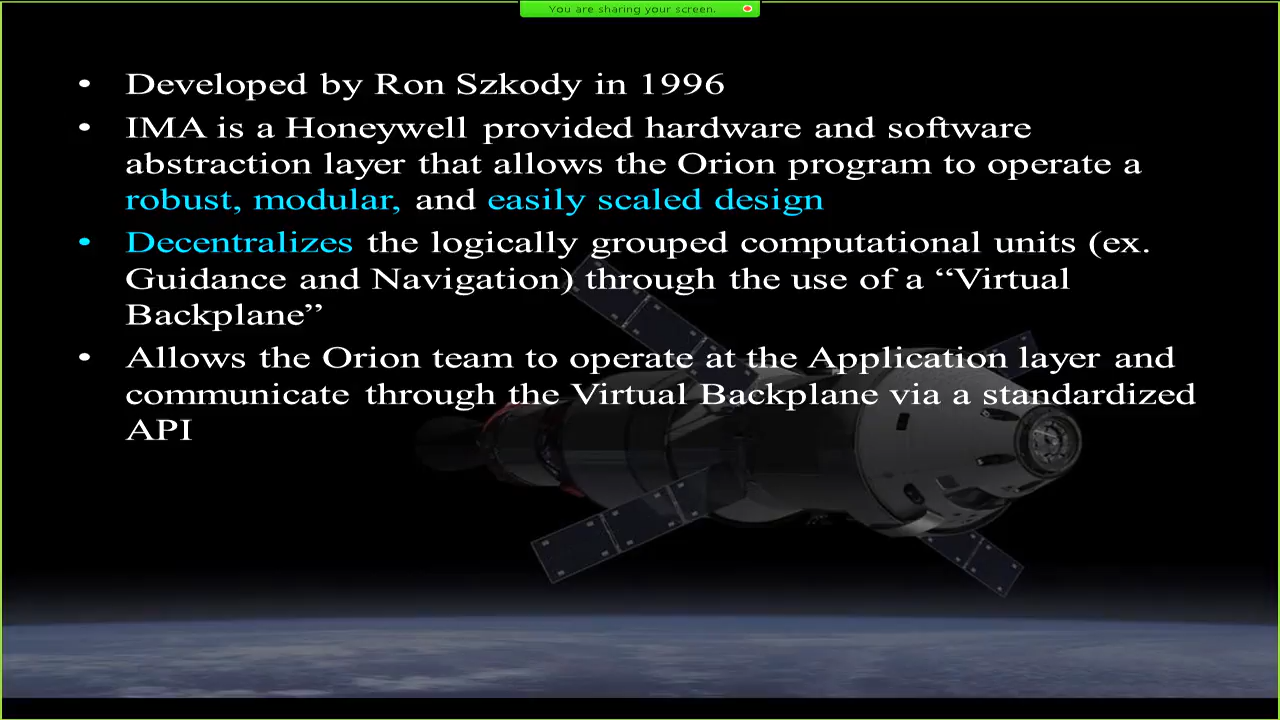 You are sharing your screen.
• Developed by Ron Szkody in 1996
• IMA is a Honeywell provided hardware and software
abstraction layer that allows the Orion program to operate a
robust, modular, and easily scaled design
• Decentralizes the logically grouped computational units (ex.
Guidance and Navigation) through the use of a “Virtual
Backplane”
• Allows the Orion team to operate at the Application layer and
communicate through the Virtual Backplane via a standardized
API